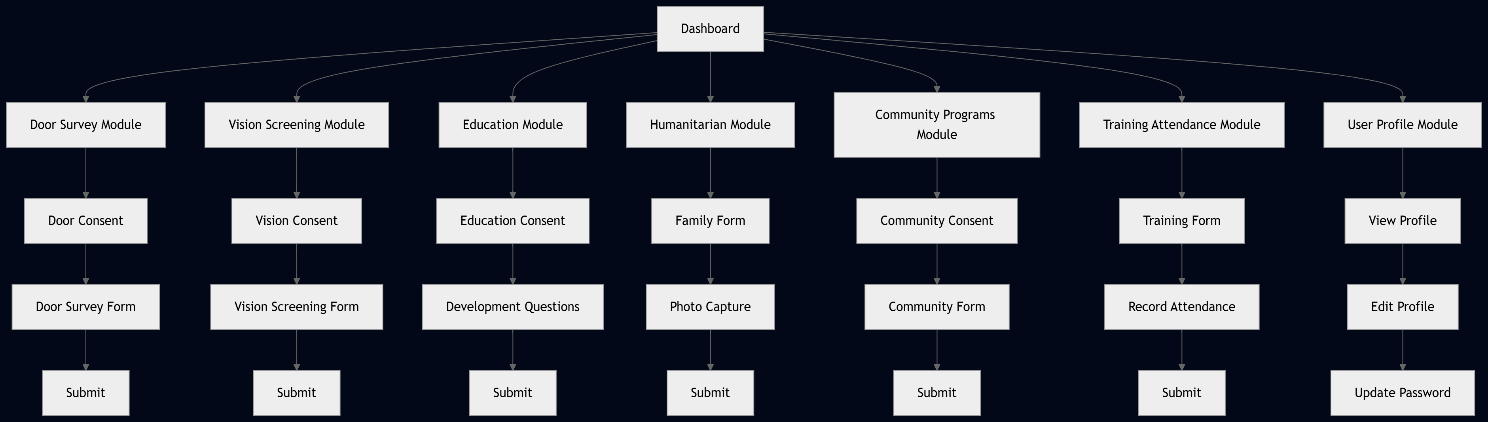 Dashboard
Door Survey Module
Vision Screening Module
Education Module
Humanitarian Module
Community Programs
Module
Training Attendance Module
User Profile Module
Door Consent
Vision Consent
Education Consent
Family Form
Community Consent
Training Form
View Profile
Door Survey Form
Vision Screening Form
Development Questions
Photo Capture
Community Form
Record Attendance
Edit Profile
Submit
Submit
Submit
Submit
Submit
Submit
Update Password